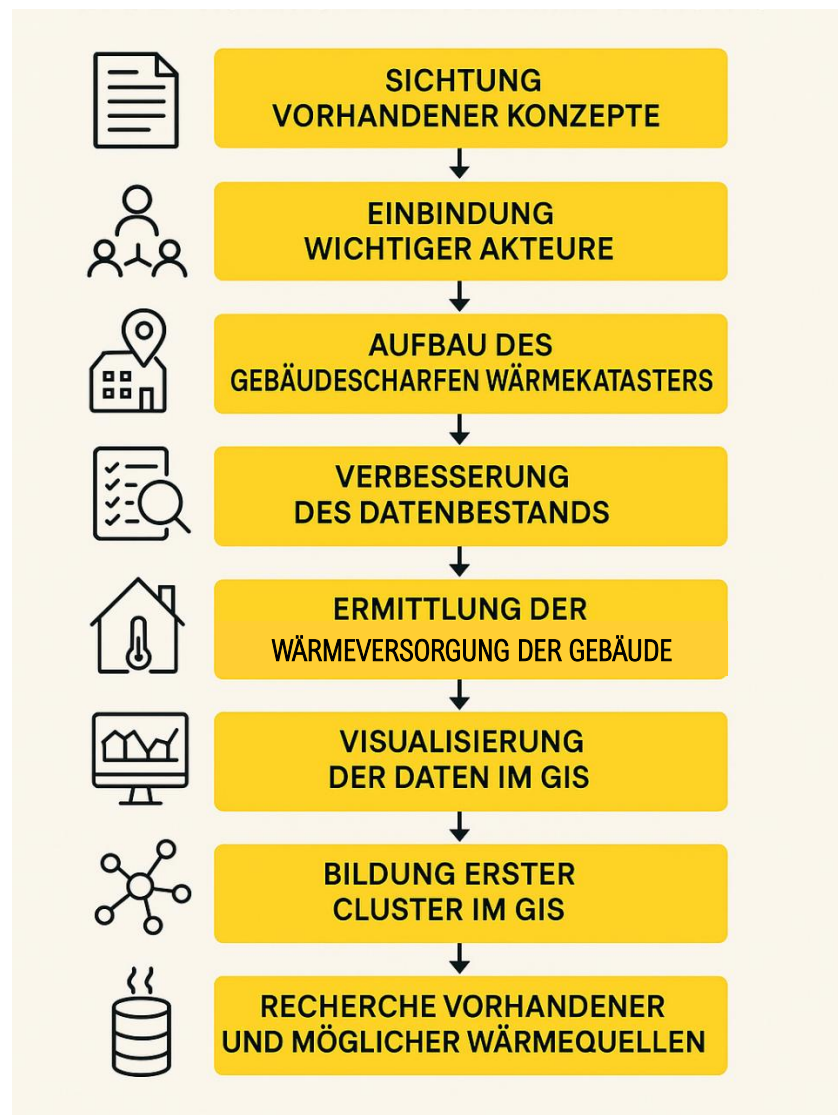 SICHTUNG
VORHANDENER KONZEPTE
EINBINDUNG
WICHTIGER AKTEURE
AUFBAU DES
GEBÄUDESCHARFEN WÄRMEKATASTERS
VERBESSERUNG
DES DATENBESTANDS
ERMITTLUNG DER
WÄRMEVERSORGUNG DER GEBÄUDE
VISUALISIERUNG
DER DATEN IM GIS
BILDUNG ERSTER
CLUSTER IM GIS
RECHERCHE VORHANDENER
UND MÖGLICHER WÄRMEQUELLEN